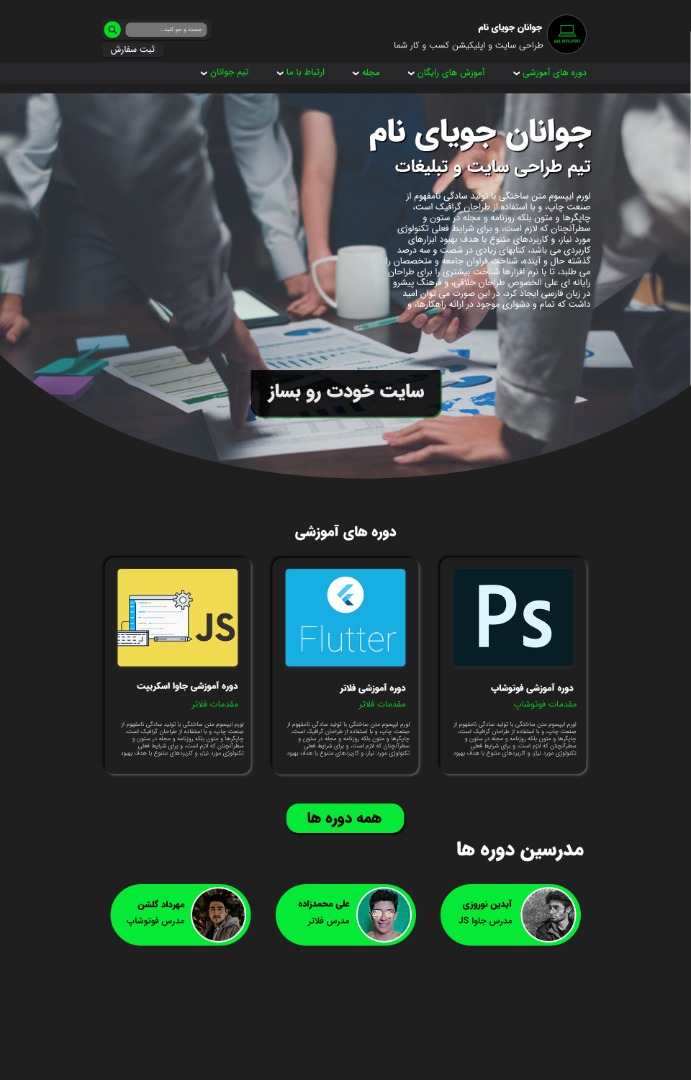 جوانان جویای نام
طراحی سایت و اپلیکیشن کسب و کار شما
جست و جو کنید...
ثبت سفارش
دوره های آموزشی
آموزش های رایگان
مجله
ارتباط با ما
تیم جوانان
جوانان جویای نام
تیم طراحی سایت و تبلیغات
لورم ایپسوم متن ساختگی با تولید سادگی نامفهوم از
صنعت چاپ، و با استفاده از طراحان گرافیک است،
چاپگرها و متون بلکه روزنامه و مجله در ستون و
سطرآنچنان که لازم است، و برای شرایط فعلی تکنولوژی
مورد نیاز، و کاربردهای متنوع با هدف بهبود ابزارهای
کاربردی می باشد، کتابهای زیادی در شصت و سه درصد
گذشته حال و آینده، شناخت فراوان جامعه و متخصصان را
می طلبد، تا با نرم افزارها شناخت بیشتری را برای طراحان
رایانه ای علی الخصوص طراحان خلاقی، و فرهنگ پیشرو
در زبان فارسی ایجاد کرد، در این صورت می توان امید
داشت که تمام و دشواری موجود در ارائه راهکارها، و
سایت خودت رو بساز
دوره های آموزشی
Ps
Flutter
JS
دوره آموزشی فوتوشاپ
مقدمات فوتوشاپ
لورم ایپسوم متن ساختگی با تولید سادگی نامفهوم از
صنعت چاپ، و با استفاده از طراحان گرافیک است،
چاپگرها و متون بلکه روزنامه و مجله در ستون و
سطرآنچنان که لازم است، و برای شرایط فعلی
تکنولوژی مورد نیاز، و کاربردهای متنوع با هدف بهبود
دوره آموزشی فلاتر
مقدمات فلاتر
لورم ایپسوم متن ساختگی با تولید سادگی نامفهوم از
صنعت چاپ، و با استفاده از طراحان گرافیک است،
چاپگرها و متون بلکه روزنامه و مجله در ستون و
سطرآنچنان که لازم است، و برای شرایط فعلی
تکنولوژی مورد نیاز، و کاربردهای متنوع با هدف بهبود
دوره آموزشی جاوا اسکریپت
مقدمات فلاتر
لورم ایپسوم متن ساختگی با تولید سادگی نامفهوم از
صنعت چاپ، و با استفاده از طراحان گرافیک است،
چاپگرها و متون بلکه روزنامه و مجله در ستون و
سطرآنچنان که لازم است، و برای شرایط فعلی
تکنولوژی مورد نیاز، و کاربردهای متنوع با هدف بهبود
همه دوره ها
مدرسین دوره ها
آیدین نوروزی
مدرس جاوا JS
علی محمدزاده
مدرس فلاتر
مهرداد گلشن
مدرس فوتوشاپ